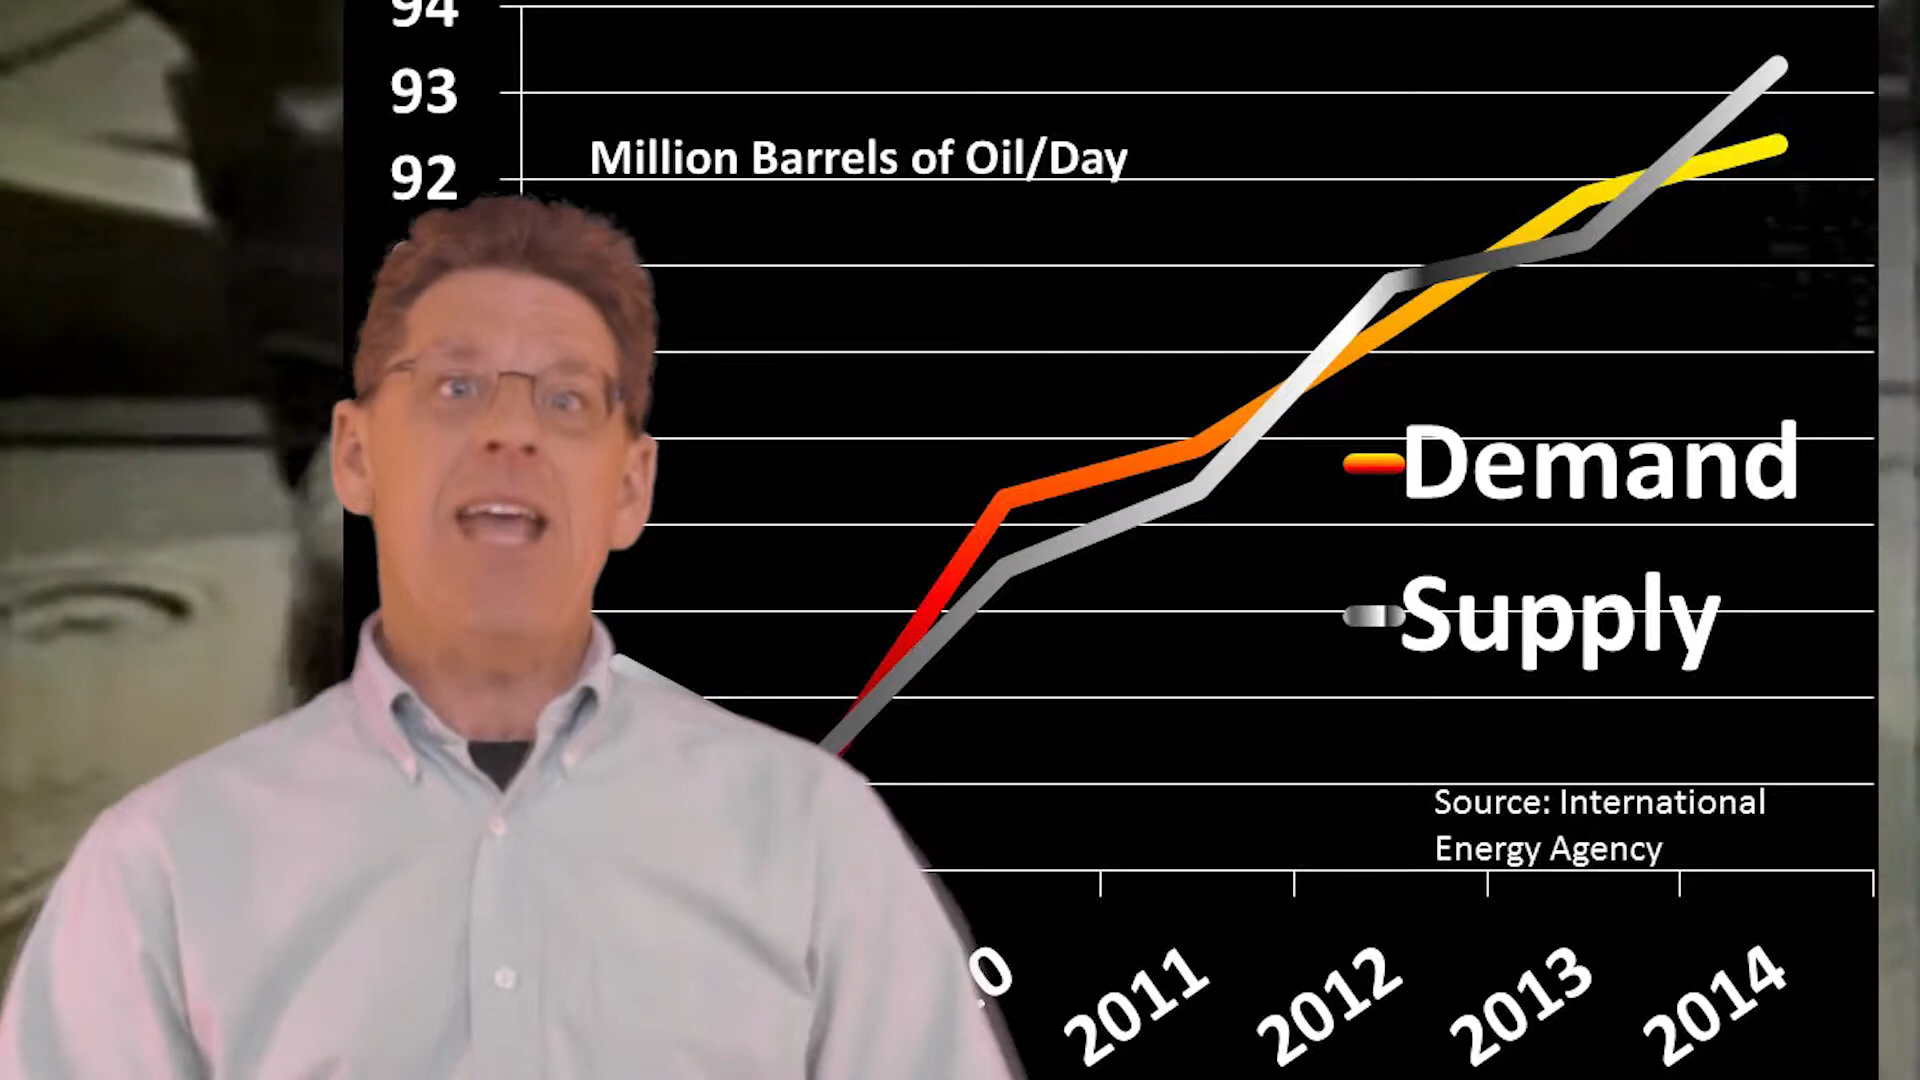 94
93
92
Million Barrels of Oil/Day
Demand
Supply
Source: International
Energy Agency
2011
2012
2013
2014